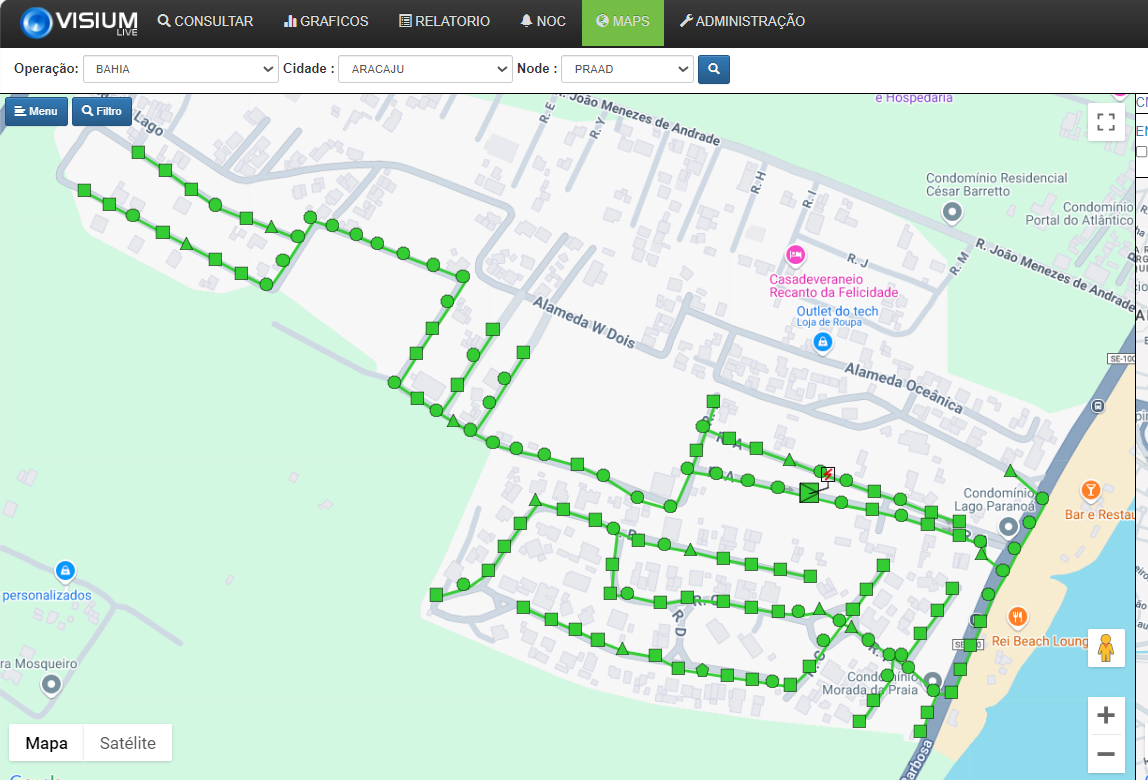 VISIUM
LIVE
CONSULTAR
GRAFICOS
RELATORIO
NOC
MAPS
ADMINISTRAÇÃO
Operação:
BAHIA
Cidade :
ARACAJU
Node :
PRAAD
Menu
Filtro
Lago
R. E
R. Y
R. João Menezes de Andrade
e Hospedaria
R. H
R. I
R. J
R. M
Condomínio Residencial
César Barretto
Condomínio
Portal do Atlântico
R. João Menezes de Andrade
Casadeveraneio
Recanto da Felicidade
Outlet do tech
Loja de Roupa
Alameda W Dois
Alameda Oceânica
SE-100
Condomínio
Lago Paranoá
Bar e Restau
R. D
personalizados
Rei Beach Loung
ra Mosqueiro
Condomínio
Morada da Praia
Barbosa
Mapa
Satélite